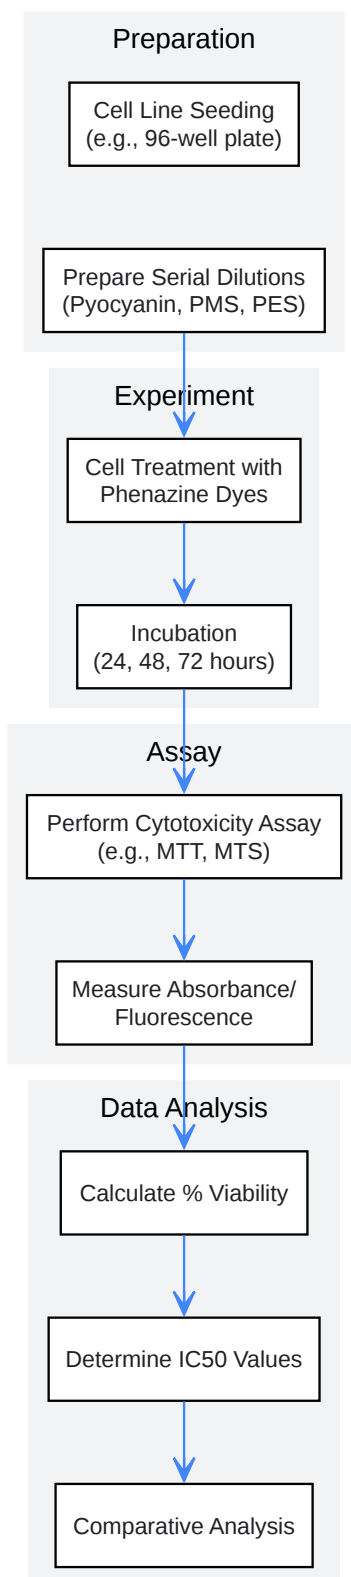 Preparation
Cell Line Seeding
(e.g., 96-well plate)
Prepare Serial Dilutions
(Pyocyanin, PMS, PES)
Experiment
Cell Treatment with
Phenazine Dyes
Incubation
(24, 48, 72 hours)
Assay
Perform Cytotoxicity Assay
(e.g., MTT, MTS)
Measure Absorbance/
Fluorescence
Data Analysis
Calculate % Viability
Determine IC50 Values
Comparative Analysis